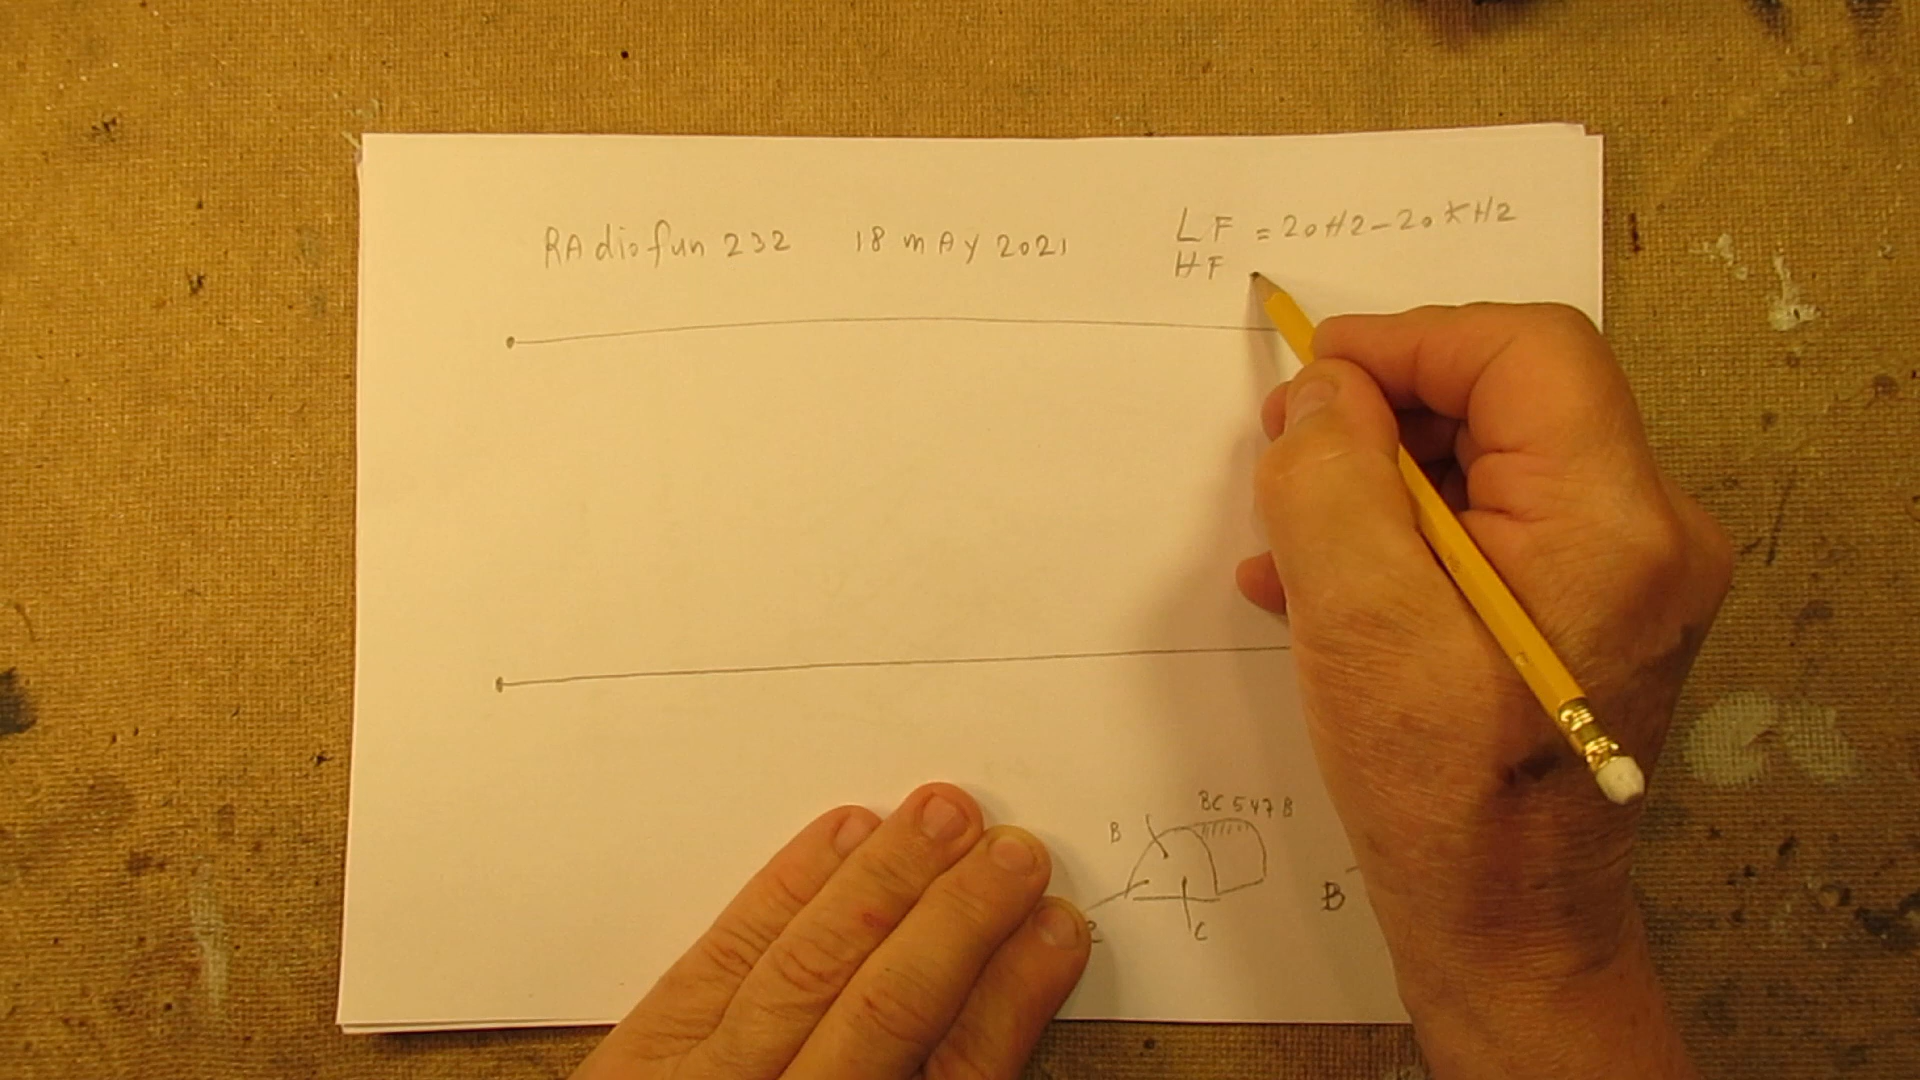 RAdiofun 232 18 mAy 2021
LF = 20HZ-20KHZ
HF
BC547B
B
C
B